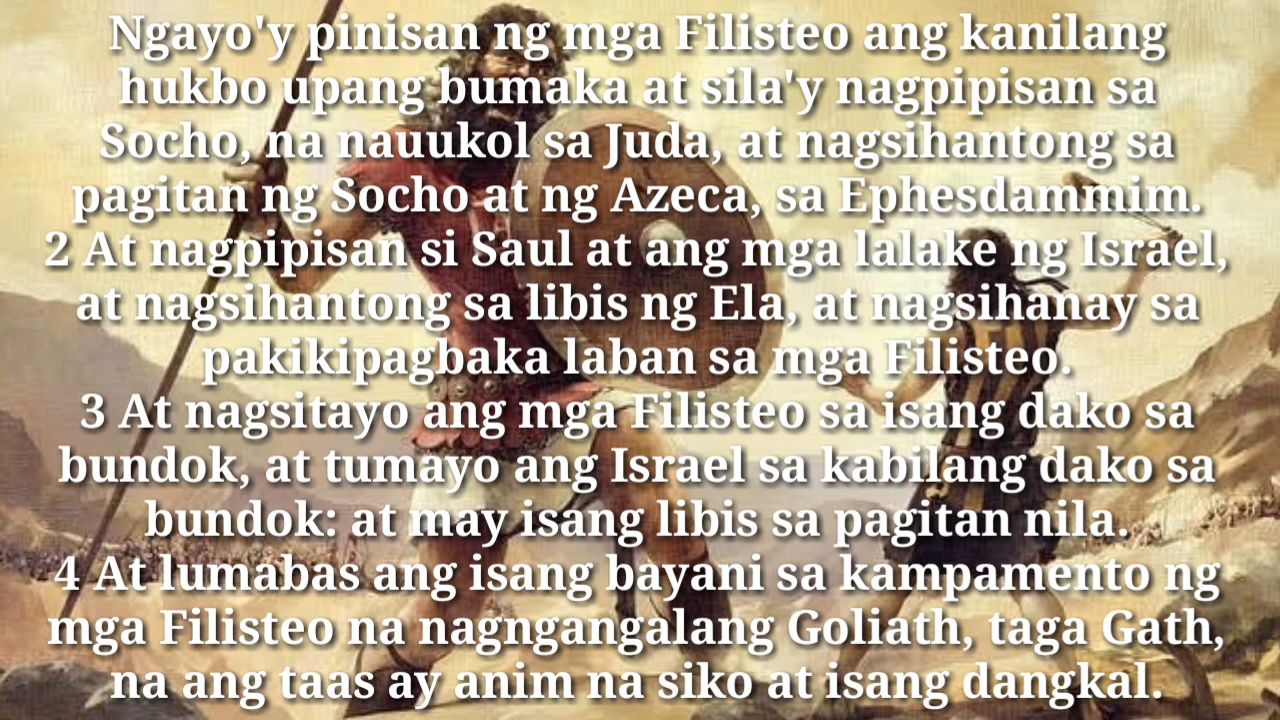 Ngayo'y pinisan ng mga Filisteo ang kanilang
hukbo upang bumaka at sila'y nagpipisan sa
Socho, na nauukol sa Juda, at nagsihantong sa
pagitan ng Socho at ng Azeca, sa Ephesdammim.
2 At nagpipisan si Saul at ang mga lalake ng Israel,
at nagsihantong sa libis ng Ela, at nagsihanay sa
pakikipagbaka laban sa mga Filisteo.
3 At nagsitayo ang mga Filisteo sa isang dako sa
bundok, at tumayo ang Israel sa kabilang dako sa
bundok: at may isang libis sa pagitan nila.
4 At lumabas ang isang bayani sa kampamento ng
mga Filisteo na nagngangalang Goliath, taga Gath,
na ang taas ay anim na siko at isang dangkal.